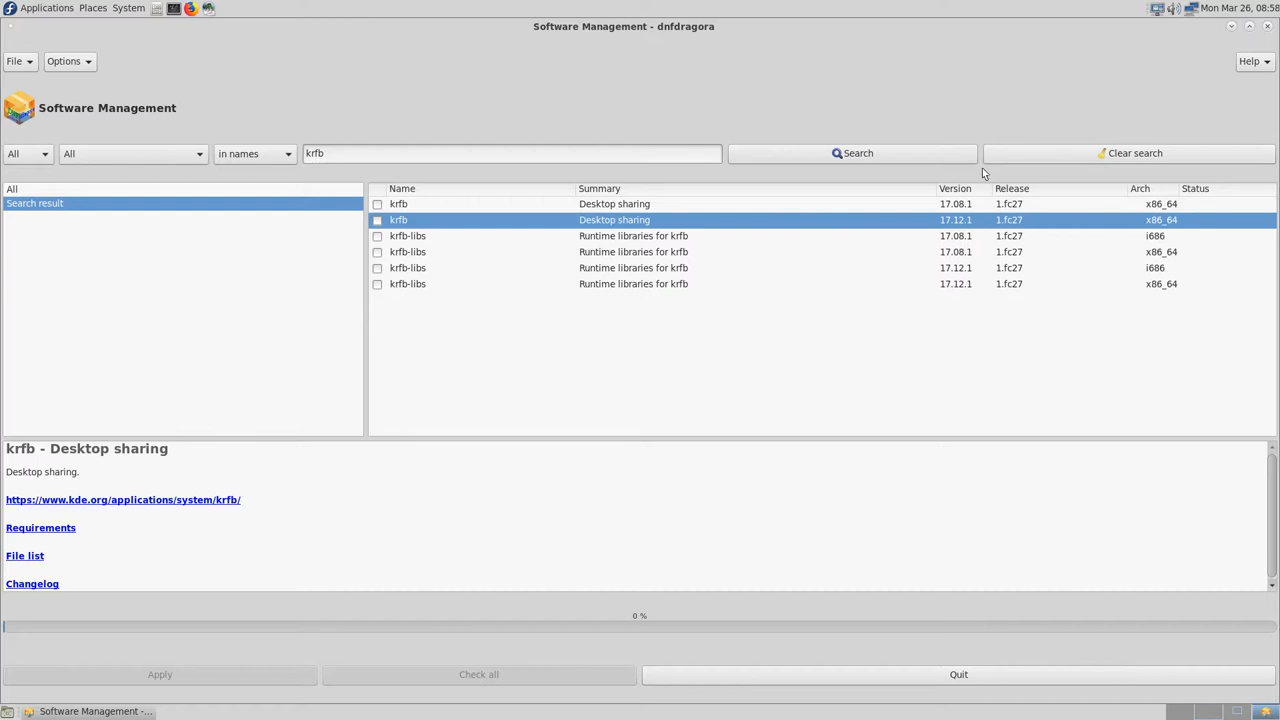 Applications Places System Mon Mar 26, 08:58
Software Management - dnfdragora
File Options Help
Software Management
All All in names krfb Search Clear search
All
Search result
Name Summary Version Release Arch Status
krfb Desktop sharing 17.08.1 1.fc27 x86_64
krfb Desktop sharing 17.12.1 1.fc27 x86_64
krfb-libs Runtime libraries for krfb 17.08.1 1.fc27 i686
krfb-libs Runtime libraries for krfb 17.08.1 1.fc27 x86_64
krfb-libs Runtime libraries for krfb 17.12.1 1.fc27 i686
krfb-libs Runtime libraries for krfb 17.12.1 1.fc27 x86_64
krfb - Desktop sharing
Desktop sharing.
https://www.kde.org/applications/system/krfb/
Requirements
File list
Changelog
0 %
Apply Check all Quit
Software Management -...